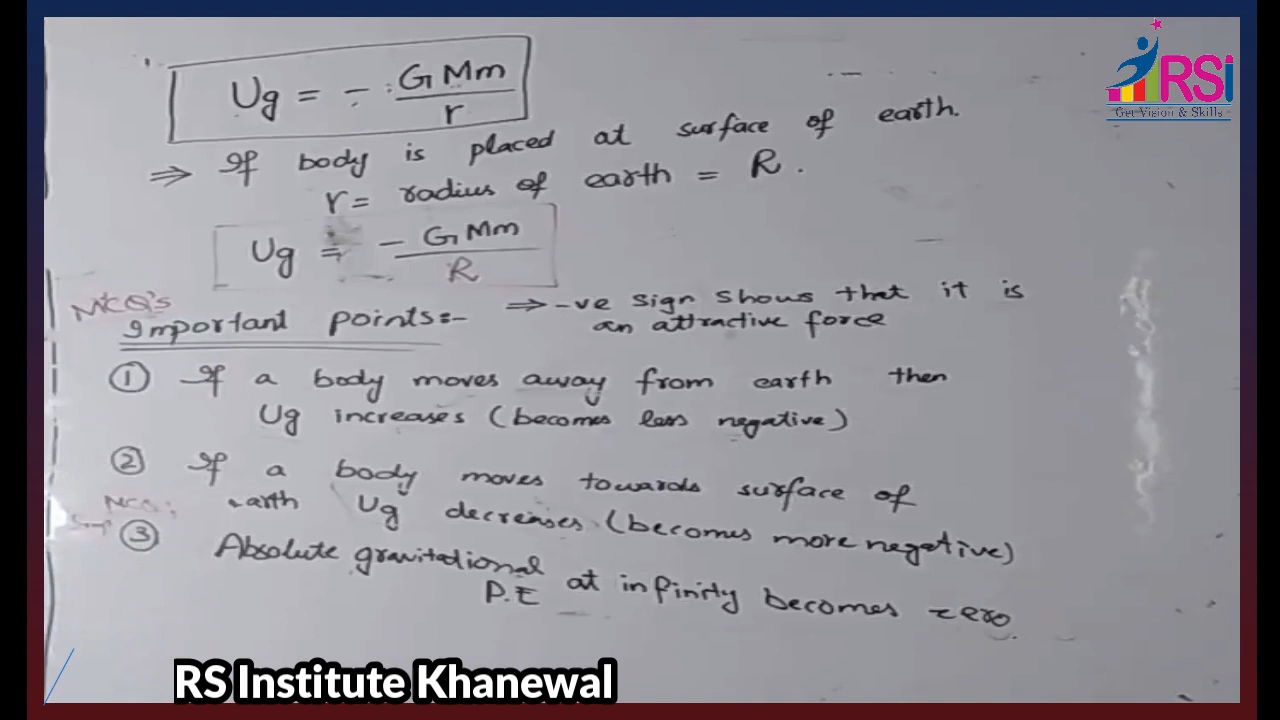 RSi
Get Vision & Skills
Ug = - GMm / r
⇒ If body is placed at surface of earth.
r = radius of earth = R.
Ug = - GMm / R
MCQ's
Important points:-
⇒ -ve sign shows that it is
an attractive force
① If a body moves away from earth then
Ug increases (becomes less negative)
② If a body moves towards surface of
earth Ug decreases. (becomes more negative)
MCQ's
③ Absolute gravitational
P.E at infinity becomes zero.
RS Institute Khanewal